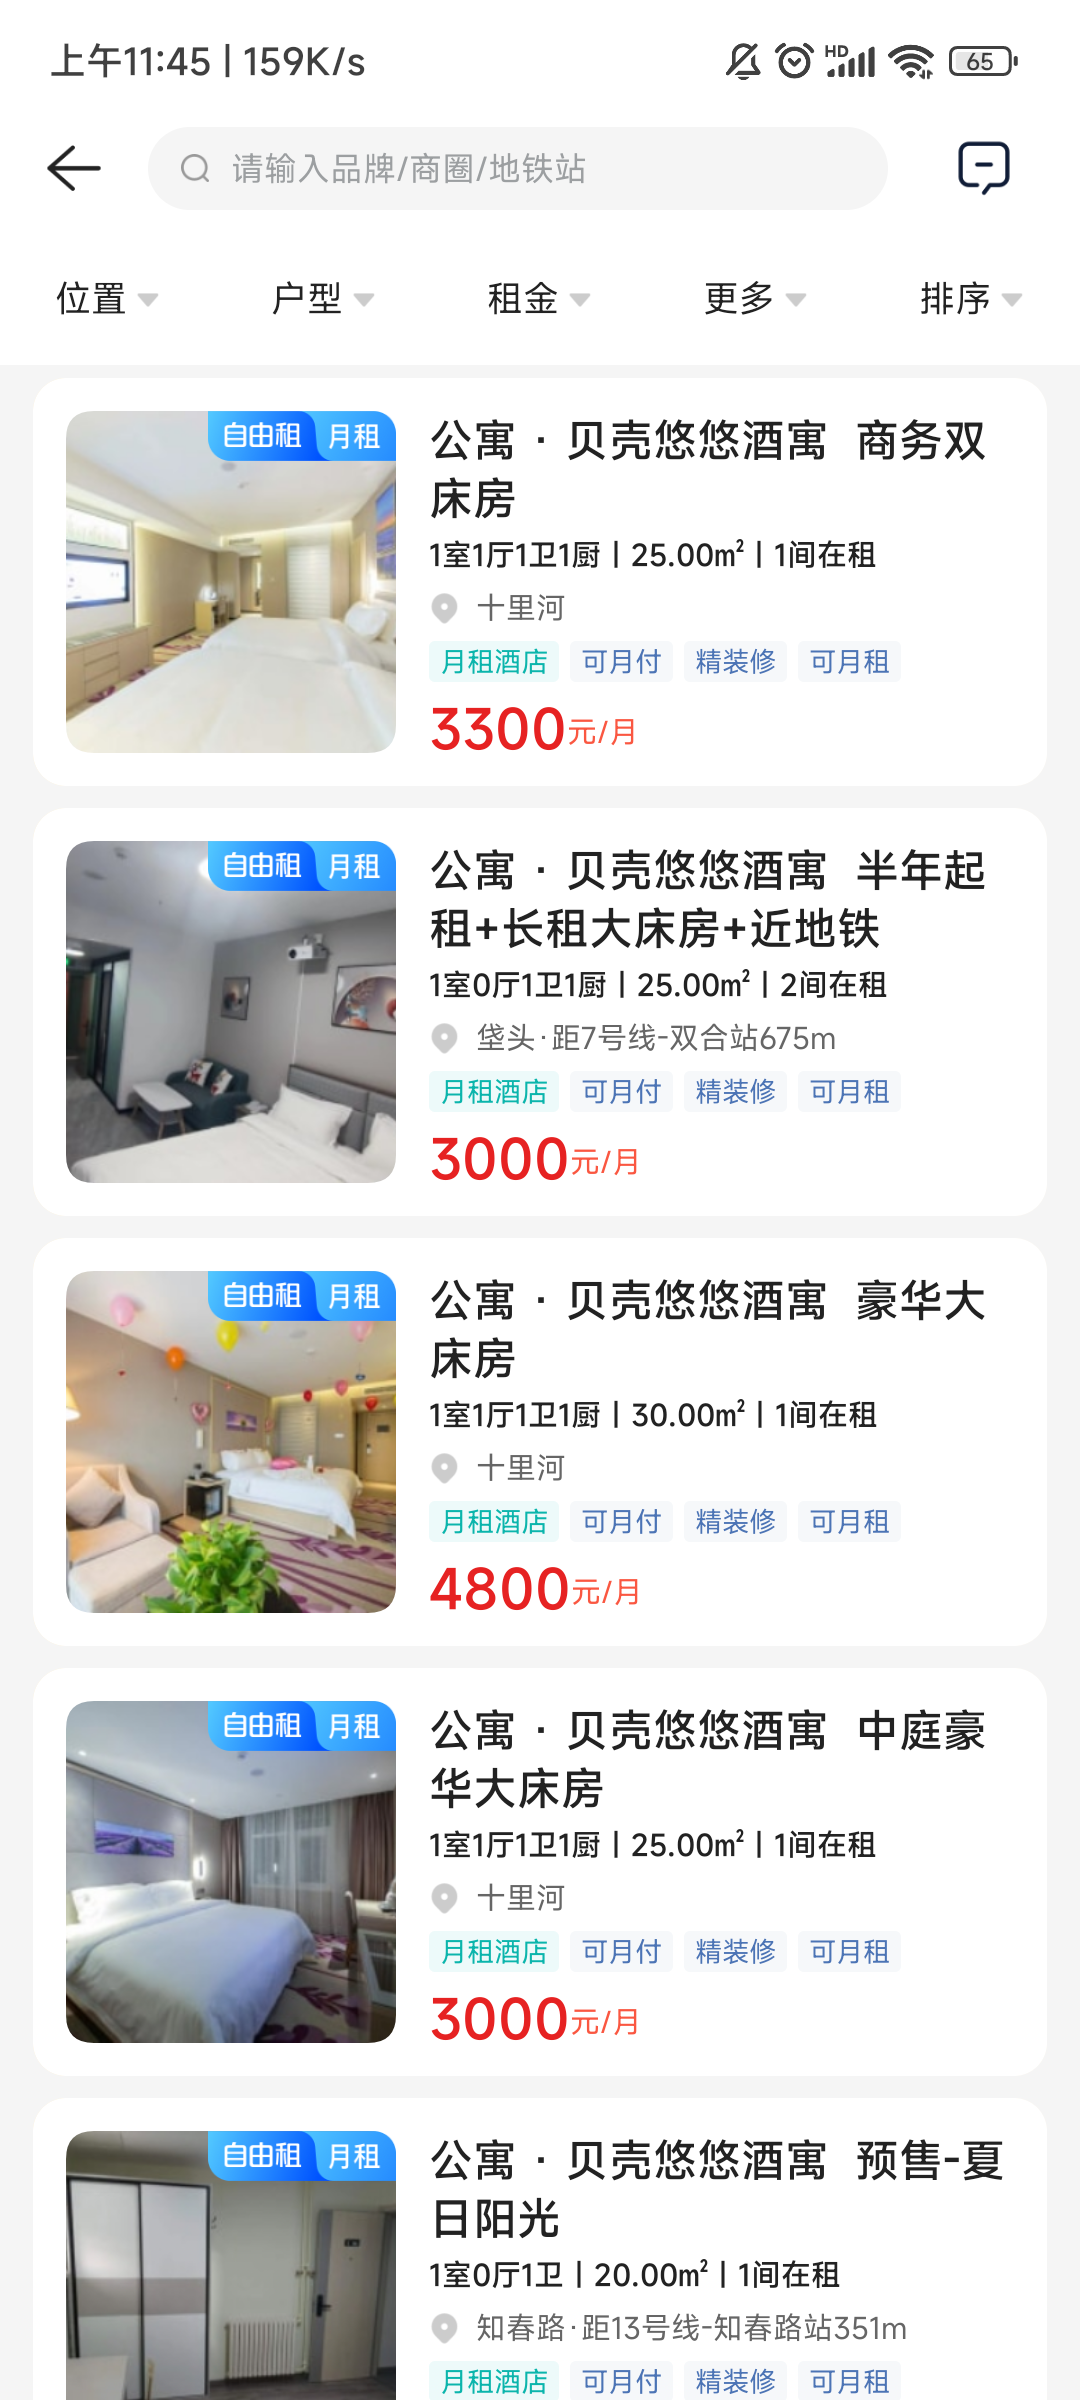 上午11:45 | 159K/s
HD
65
请输入品牌/商圈/地铁站
位置
户型
租金
更多
排序
自由租 月租
公寓 · 贝壳悠悠酒寓 商务双
床房
1室1厅1卫1厨 | 25.00m² | 1间在租
十里河
月租酒店 可月付 精装修 可月租
3300元/月
自由租 月租
公寓 · 贝壳悠悠酒寓 半年起
租+长租大床房+近地铁
1室0厅1卫1厨 | 25.00m² | 2间在租
垡头·距7号线-双合站675m
月租酒店 可月付 精装修 可月租
3000元/月
自由租 月租
公寓 · 贝壳悠悠酒寓 豪华大
床房
1室1厅1卫1厨 | 30.00m² | 1间在租
十里河
月租酒店 可月付 精装修 可月租
4800元/月
自由租 月租
公寓 · 贝壳悠悠酒寓 中庭豪
华大床房
1室1厅1卫1厨 | 25.00m² | 1间在租
十里河
月租酒店 可月付 精装修 可月租
3000元/月
自由租 月租
公寓 · 贝壳悠悠酒寓 预售-夏
日阳光
1室0厅1卫 | 20.00m² | 1间在租
知春路·距13号线-知春路站351m
月租酒店 可月付 精装修 可月租